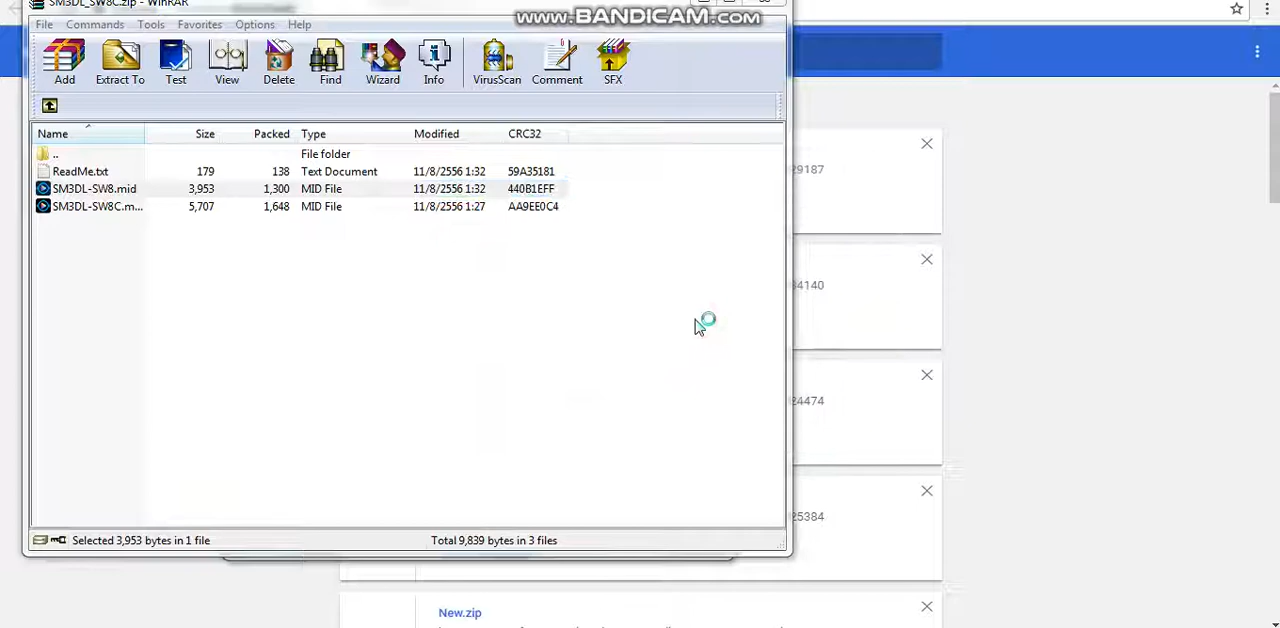 SM3DL_SW8C.zip - WinRAR
www.BANDICAM.com
File Commands Tools Favorites Options Help
Add Extract To Test View Delete Find Wizard Info VirusScan Comment SFX
Name Size Packed Type Modified CRC32
.. File folder
ReadMe.txt 179 138 Text Document 11/8/2556 1:32 59A35181
SM3DL-SW8.mid 3,953 1,300 MID File 11/8/2556 1:32 440B1EFF
SM3DL-SW8C.m... 5,707 1,648 MID File 11/8/2556 1:27 AA9EE0C4
Selected 3,953 bytes in 1 file Total 9,839 bytes in 3 files
29187
4140
24474
25384
New.zip